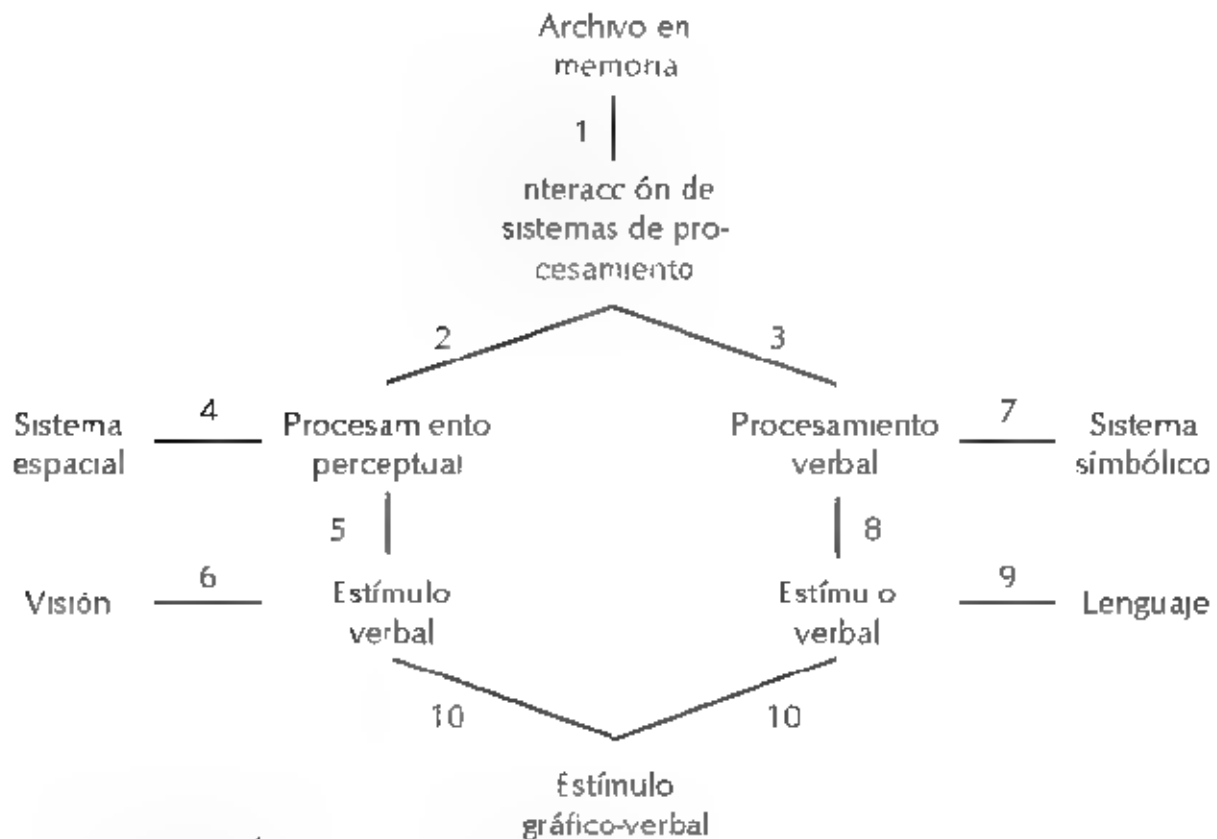 Archivo en
memoria
1
nteracc ón de
sistemas de pro-
cesamiento
2
3
Sistema
espacial
4
Procesam ento
perceptual
Procesamiento
verbal
7
Sistema
símbólico
5
8
Visión
6
Estímulo
verbal
Estímu o
verbal
9
Lenguaje
10
10
Estímulo
gráfico-verbal